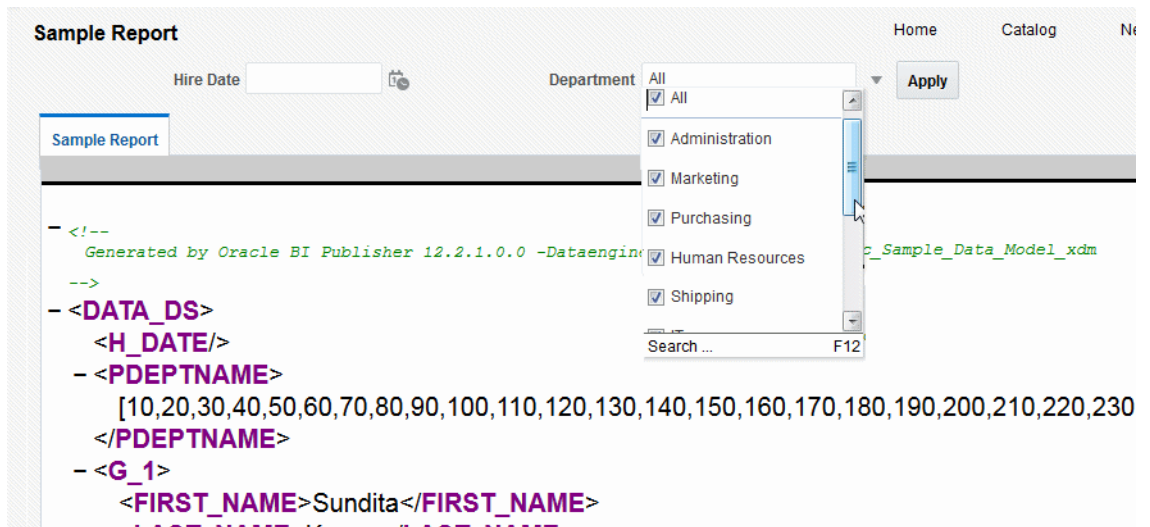 Sample Report
Home Catalog
Hire Date
Department All
Apply
All
Sample Report
Administration
Marketing
Purchasing
Human Resources
Shipping
Search ... F12
<!--
Generated by Oracle BI Publisher 12.2.1.0.0 -Dataengin c_Sample_Data_Model_xdm
-->
– <DATA_DS>
<H_DATE/>
– <PDEPTNAME>
[10,20,30,40,50,60,70,80,90,100,110,120,130,140,150,160,170,180,190,200,210,220,230
</PDEPTNAME>
– <G_1>
<FIRST_NAME>Sundita</FIRST_NAME>